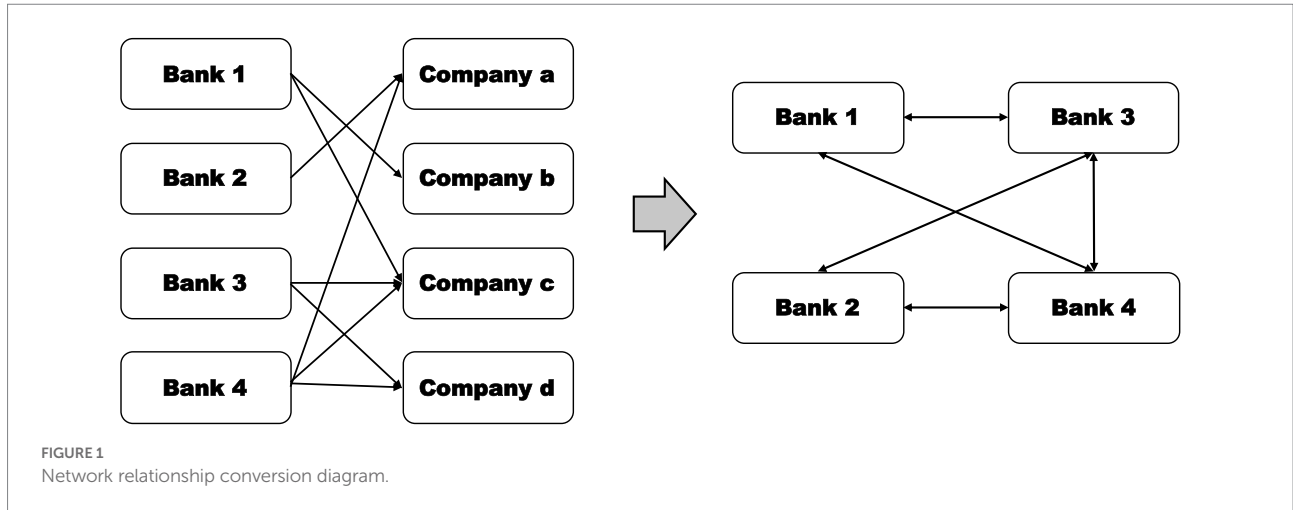 Bank 1
Company a
Bank 2
Company b
Bank 3
Company c
Bank 4
Company d
Bank 1
Bank 3
Bank 2
Bank 4
FIGURE 1
Network relationship conversion diagram.